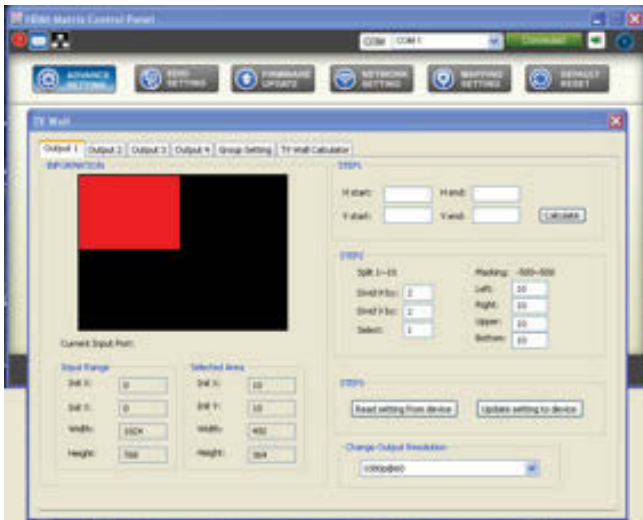 HDMI Matrix Control Panel
COM COM 1 Connected
ADVANCE SETTING EDID SETTING FIRMWARE UPDATE NETWORK SETTING MAPPING SETTING DEFAULT RESET
TV Wall
Output 1 Output 2 Output 3 Output 4 Group Setting TV Wall Calculator
INFORMATION
STEP1
H start: H end:
V start: V end: Calculate
STEP2
Split 1~10 Masking: -500~500
Divid H by: 2 Left: 10
Divid V by: 2 Right: 10
Select: 1 Upper: 10
Bottom: 10
Current Input Port:
Input Range Selected Area
Init X: 0 Init X: 10
Init Y: 0 Init Y: 10
Width: 1024 Width: 492
Height: 768 Height: 364
STEP3
Read setting from device Update setting to device
Change Output Resolution
1080p@60